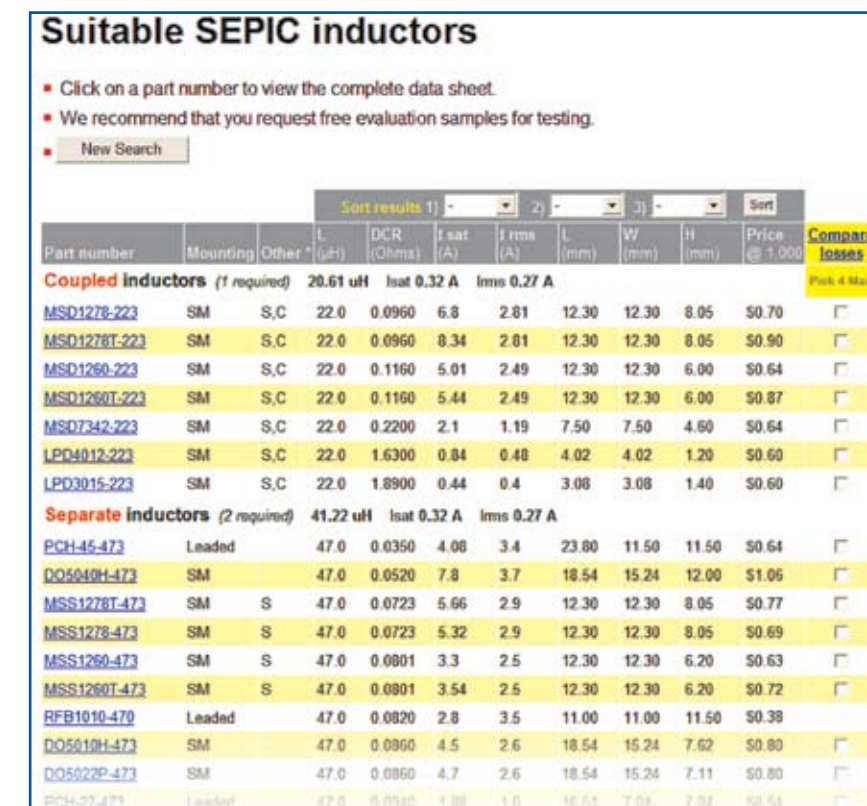 Suitable SEPIC inductors
Click on a part number to view the complete data sheet.
We recommend that you request free evaluation samples for testing.
New Search
Sort results 1) - 2) - 3) - Sort
Part number Mounting Other * L (µH) DCR (Ohms) I sat (A) I rms (A) L (mm) W (mm) H (mm) Price @ 1,000 Compar losses
Coupled inductors (1 required) 20.61 uH Isat 0.32 A Irms 0.27 A Pick 4 Ma
MSD1278-223 SM S,C 22.0 0.0960 6.8 2.81 12.30 12.30 8.05 $0.70
MSD1278T-223 SM S,C 22.0 0.0960 8.34 2.81 12.30 12.30 8.05 $0.90
MSD1260-223 SM S,C 22.0 0.1160 5.01 2.49 12.30 12.30 6.00 $0.64
MSD1260T-223 SM S,C 22.0 0.1160 5.44 2.49 12.30 12.30 6.00 $0.87
MSD7342-223 SM S,C 22.0 0.2200 2.1 1.19 7.50 7.50 4.60 $0.64
LPD4012-223 SM S,C 22.0 1.6300 0.84 0.48 4.02 4.02 1.20 $0.60
LPD3015-223 SM S,C 22.0 1.8900 0.44 0.4 3.08 3.08 1.40 $0.60
Separate inductors (2 required) 41.22 uH Isat 0.32 A Irms 0.27 A
PCH-45-473 Leaded 47.0 0.0350 4.08 3.4 23.80 11.50 11.50 $0.64
DO5040H-473 SM 47.0 0.0520 7.8 3.7 18.54 15.24 12.00 $1.06
MSS1278T-473 SM S 47.0 0.0723 5.66 2.9 12.30 12.30 8.05 $0.77
MSS1278-473 SM S 47.0 0.0723 5.32 2.9 12.30 12.30 8.05 $0.69
MSS1260-473 SM S 47.0 0.0801 3.3 2.5 12.30 12.30 6.20 $0.63
MSS1260T-473 SM S 47.0 0.0801 3.54 2.5 12.30 12.30 6.20 $0.72
RFB1010-470 Leaded 47.0 0.0820 2.8 3.5 11.00 11.00 11.50 $0.38
DO5010H-473 SM 47.0 0.0860 4.5 2.6 18.54 15.24 7.62 $0.80
DO5022P-473 SM 47.0 0.0860 4.7 2.6 18.54 15.24 7.11 $0.80
PCH-27-473 Leaded 47.0